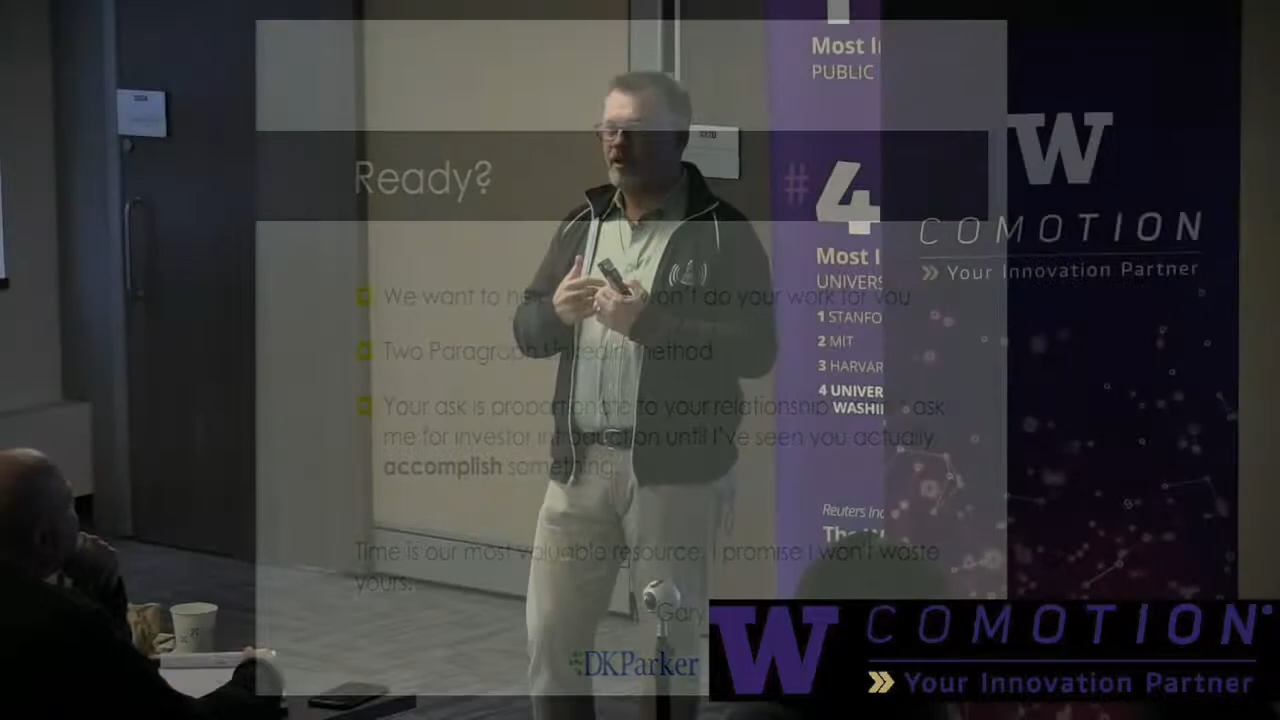 Most I
PUBLIC
Ready?
#4
W
COMOTION
Your Innovation Partner
Most I
UNIVERS
We want to he on't do your work for you
1 STANFO
Two Paragraph LinkedIn method
2 MIT
3 HARVAR
4 UNIVER
WASHI
Your ask is proportionate to your relationship ask
me for investor introduction until I've seen you actually
accomplish something.
Reuters
Time is our most valuable resource, I promise I won't waste
yours.
Gary
DKParker
W COMOTION
Your Innovation Partner